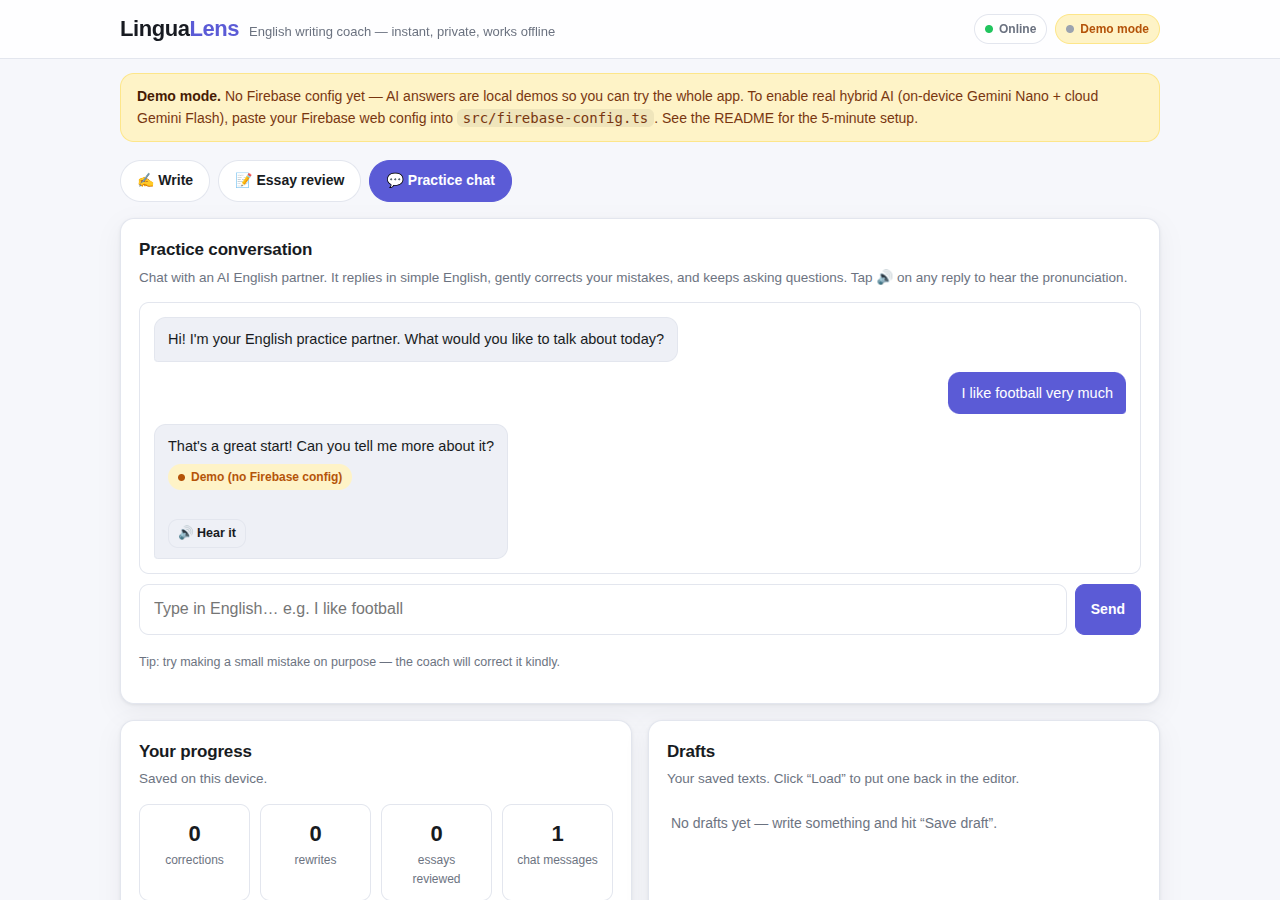 LinguaLens English writing coach — instant, private, works offline
Online
Demo mode
Demo mode. No Firebase config yet — AI answers are local demos so you can try the whole app. To enable real hybrid AI (on-device Gemini Nano + cloud
Gemini Flash), paste your Firebase web config into src/firebase-config.ts. See the README for the 5-minute setup.
✍️ Write
📝 Essay review
💬 Practice chat
Practice conversation
Chat with an AI English partner. It replies in simple English, gently corrects your mistakes, and keeps asking questions. Tap 🔊 on any reply to hear the pronunciation.
Hi! I'm your English practice partner. What would you like to talk about today?
I like football very much
That's a great start! Can you tell me more about it?
Demo (no Firebase config)
🔊 Hear it
Type in English… e.g. I like football
Send
Tip: try making a small mistake on purpose — the coach will correct it kindly.
Your progress
Saved on this device.
0
corrections
0
rewrites
0
essays
reviewed
1
chat messages
Drafts
Your saved texts. Click “Load” to put one back in the editor.
No drafts yet — write something and hit “Save draft”.